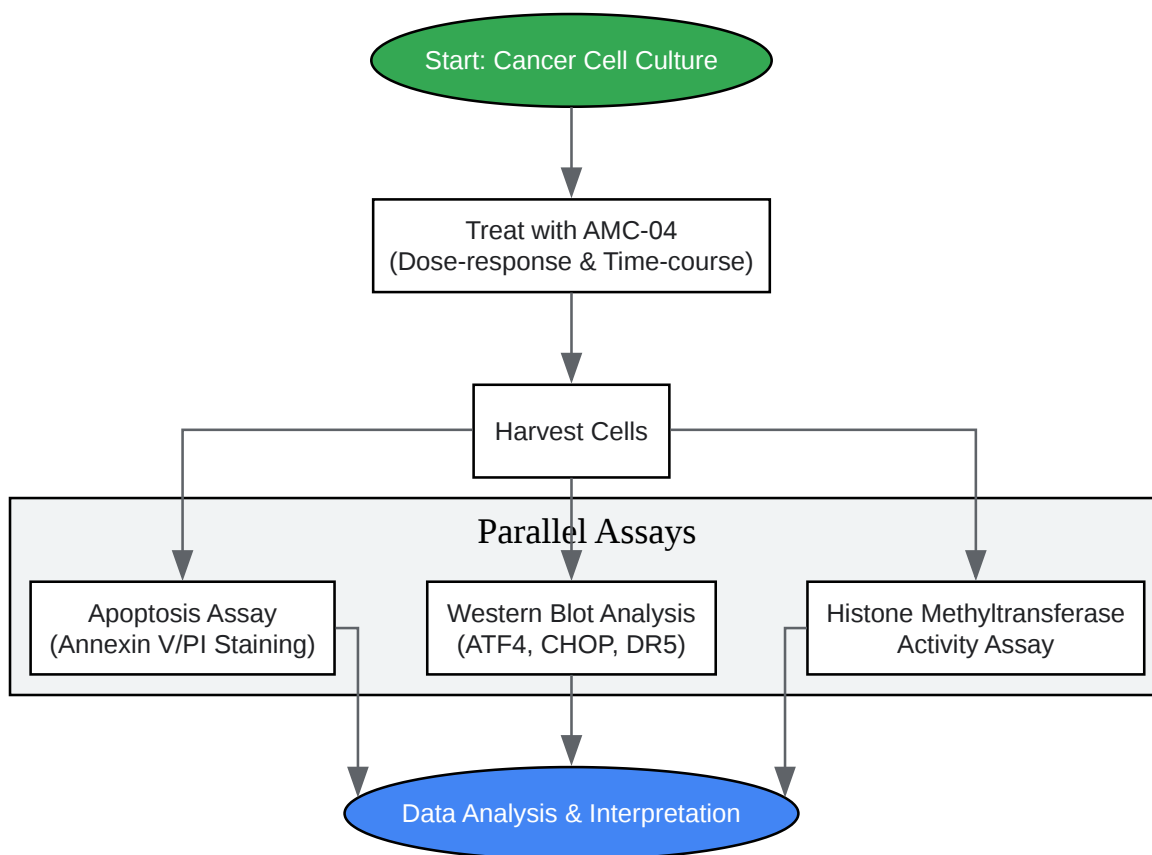 Start: Cancer Cell Culture
Treat with AMC-04
(Dose-response & Time-course)
Harvest Cells
Parallel Assays
Apoptosis Assay
(Annexin V/PI Staining)
Western Blot Analysis
(ATF4, CHOP, DR5)
Histone Methyltransferase
Activity Assay
Data Analysis & Interpretation